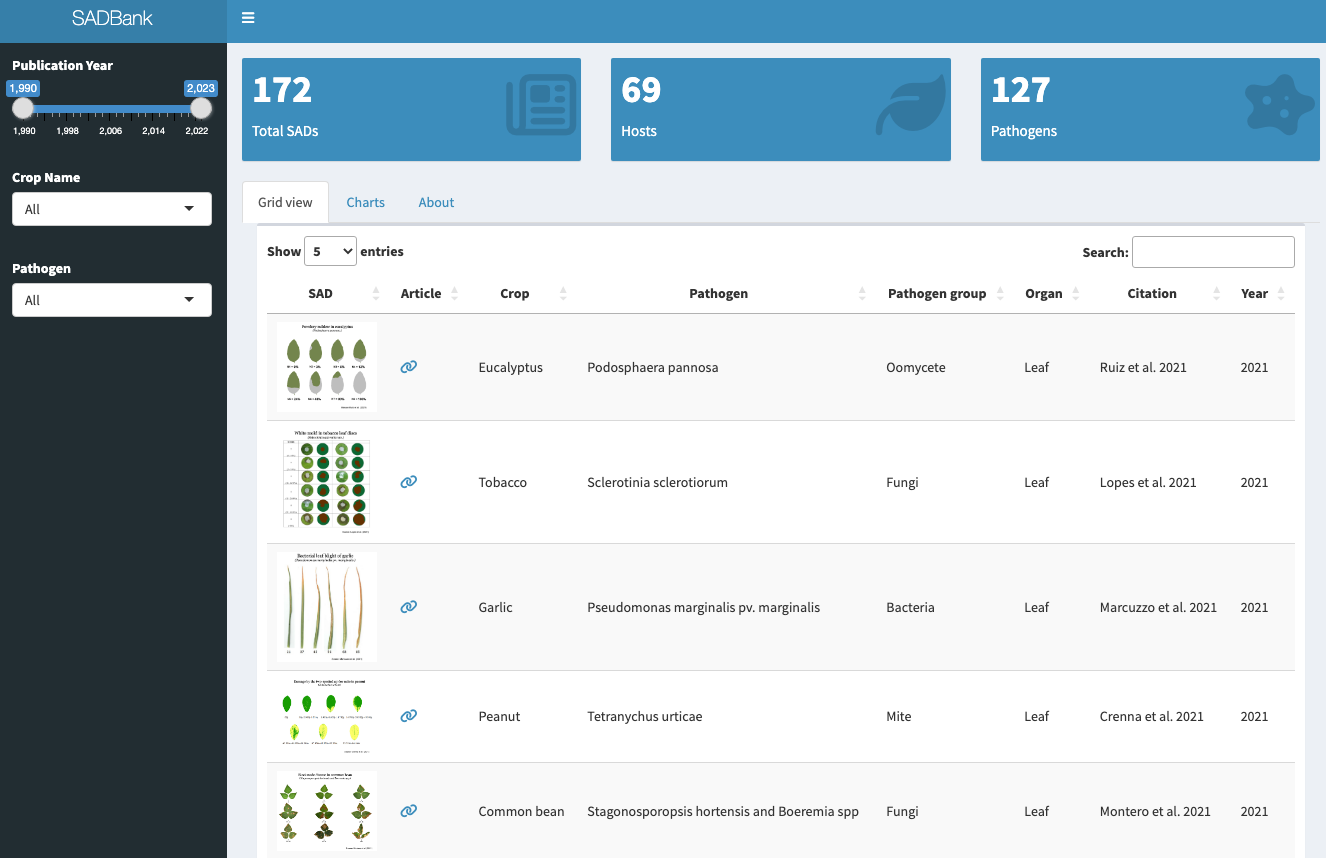 SADBank
Publication Year
1,990 2,023
1,990 1,998 2,006 2,014 2,022
Crop Name
All
Pathogen
All
172
Total SADs
69
Hosts
127
Pathogens
Grid view Charts About
Show 5 entries Search:
SAD Article Crop Pathogen Pathogen group Organ Citation Year
Powdery mildew in eucalyptus
Eucalyptus Podosphaera pannosa Oomycete Leaf Ruiz et al. 2021 2021
White mold in tobacco leaf discs
Tobacco Sclerotinia sclerotiorum Fungi Leaf Lopes et al. 2021 2021
Bacterial leaf blight of garlic
Garlic Pseudomonas marginalis pv. marginalis Bacteria Leaf Marcuzzo et al. 2021 2021
Peanut Tetranychus urticae Mite Leaf Crenna et al. 2021 2021
Common bean Stagonosporopsis hortensis and Boeremia spp Fungi Leaf Montero et al. 2021 2021